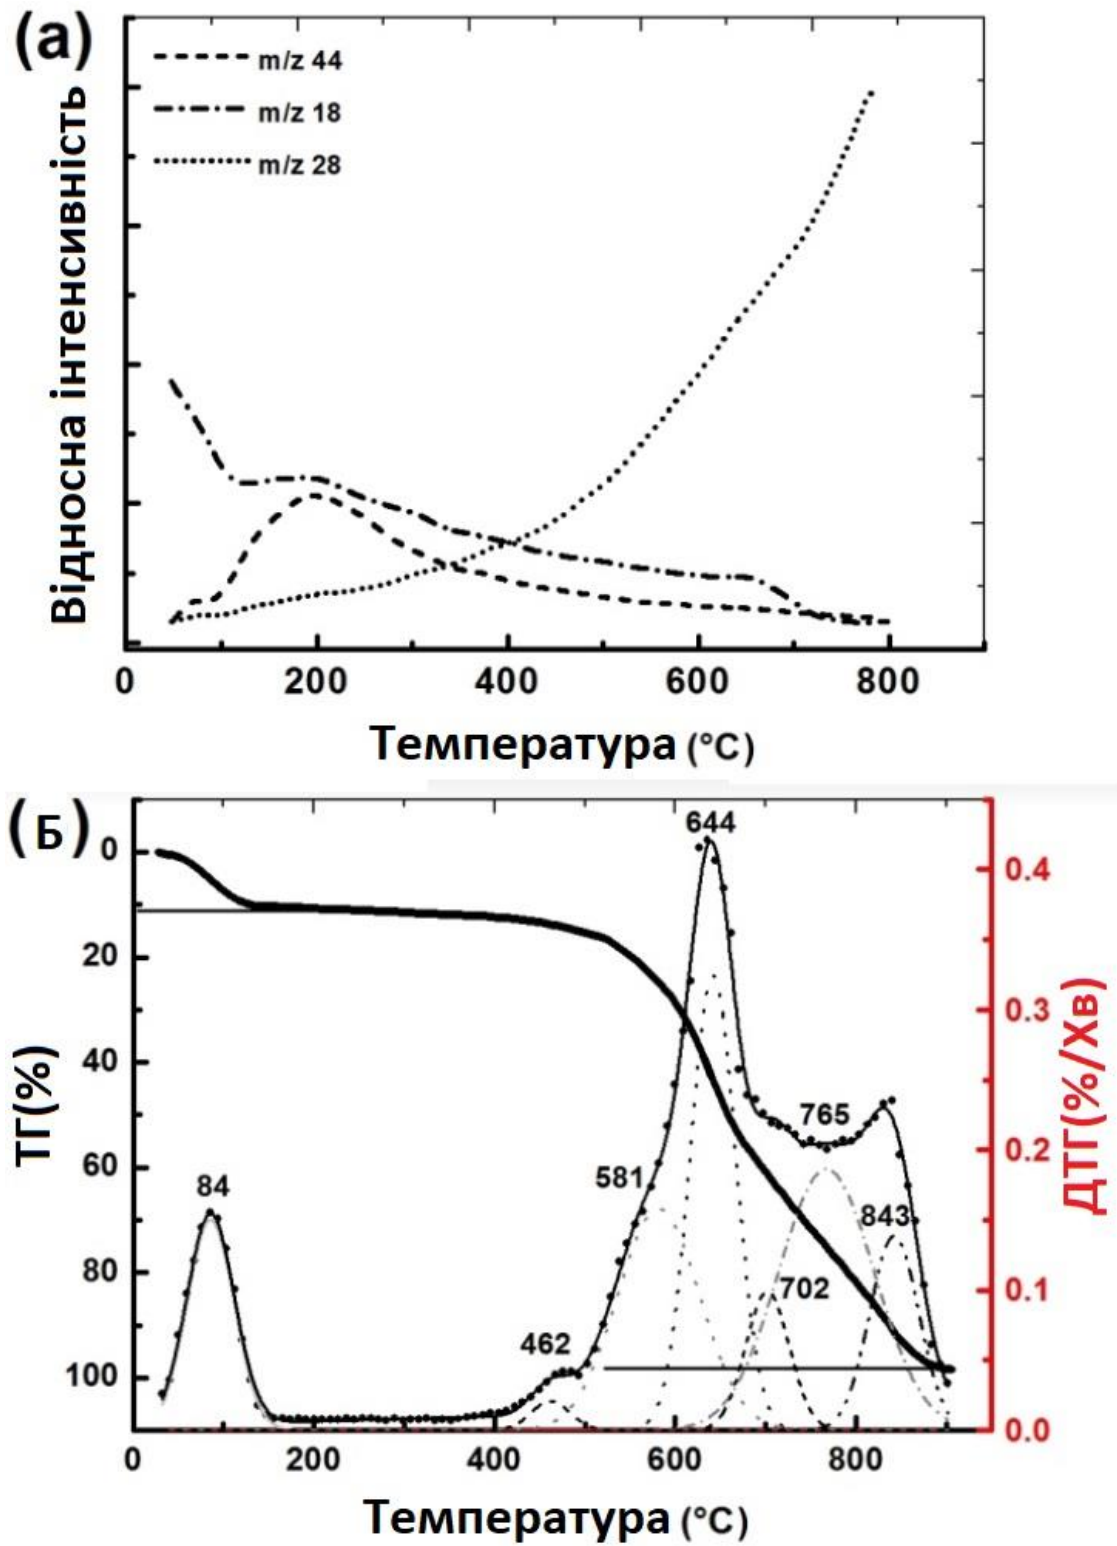 (а)
m/z 44
m/z 18
m/z 28
Відносна інтенсивність
0 200 400 600 800
Температура (°C)
(Б)
644
0
0.4
20
0.3
ТГ(%)
ДТГ(%/Хв)
40
765
0.2
60
581
84
843
80
702
0.1
462
100
0.0
0 200 400 600 800
Температура (°C)